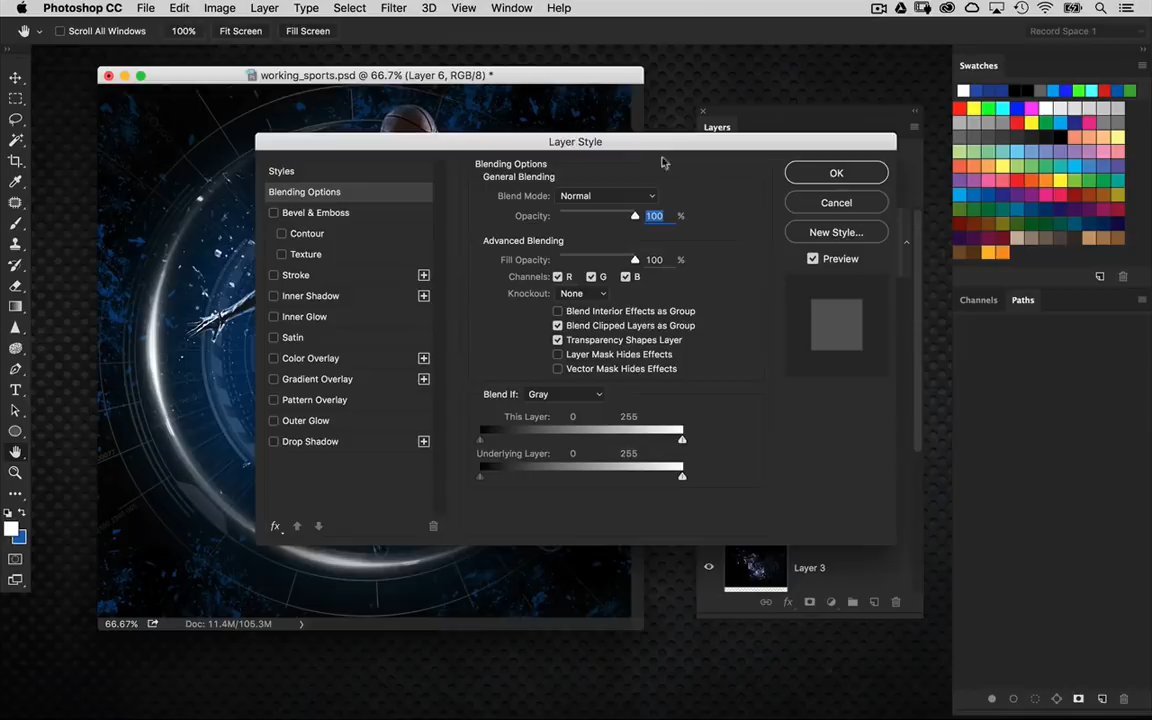 Photoshop CC File Edit Image Layer Type Select Filter 3D View Window Help
Scroll All Windows 100% Fit Screen Fill Screen Record Space 1
Swatches
working_sports.psd @ 66.7% (Layer 6, RGB/8) *
Layers
Layer Style
Styles
Blending Options
Bevel & Emboss
Contour
Texture
Stroke
Inner Shadow
Inner Glow
Satin
Color Overlay
Gradient Overlay
Pattern Overlay
Outer Glow
Drop Shadow
fx
Blending Options
General Blending
Blend Mode: Normal
Opacity: 100 %
Advanced Blending
Fill Opacity: 100 %
Channels: R G B
Knockout: None
Blend Interior Effects as Group
Blend Clipped Layers as Group
Transparency Shapes Layer
Layer Mask Hides Effects
Vector Mask Hides Effects
Blend If: Gray
This Layer: 0 255
Underlying Layer: 0 255
OK
Cancel
New Style...
Preview
Channels Paths
Layer 3
fx
66.67% Doc: 11.4M/105.3M